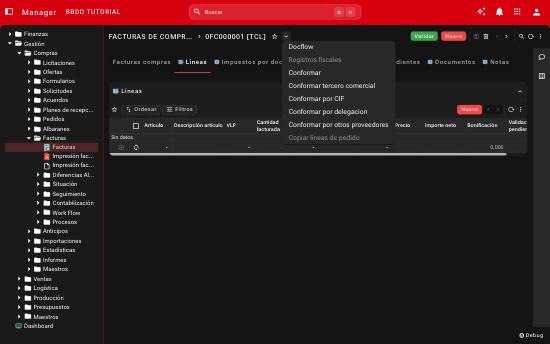 Manager BBDD TUTORIAL
Buscar
Finanzas
Gestión
Compras
Licitaciones
Ofertas
Formularios
Solicitudes
Acuerdos
Planes de recepc...
Pedidos
Albaranes
Facturas
Facturas
Impresión fac...
Impresión fac...
Diferencias Al...
Situación
Seguimiento
Contabilización
Work Flow
Procesos
Anticipos
Importaciones
Estadísticas
Informes
Maestros
Ventas
Logística
Producción
Presupuestos
Maestros
Dashboard
FACTURAS DE COMPR... > OFC000001 [TCL]
Validar Nuevo
Facturas compra Líneas Impuestos por doc
Documentos Notas
Docflow
Registros fiscales
Conformar
Conformar tercero comercial
Conformar por CIF
Conformar por delegacion
Conformar por otros proveedores
Copiar líneas de pedido
Líneas
Ordenar Filtros Nuevo
Artículo Descripción artículo VLP Cantidad facturada Precio Importe neto Bonificación
Sin datos
- - - - - - 0,000
Debug